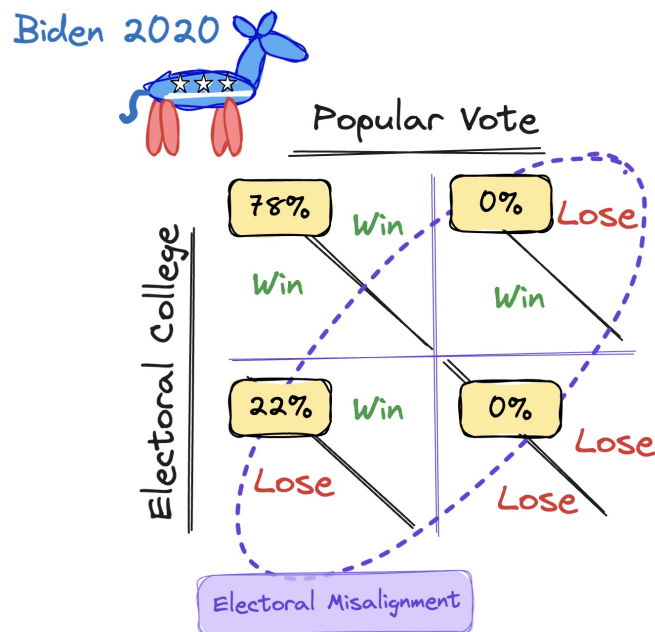 Biden 2020
Popular Vote
Electoral College
78%
Win
Win
0%
Lose
Win
22%
Win
Lose
0%
Lose
Lose
Electoral Misalignment